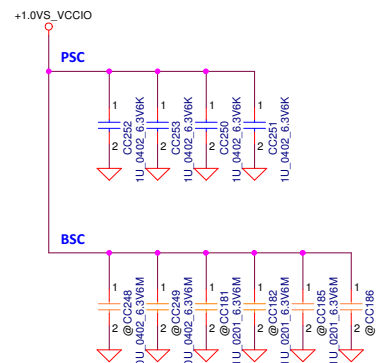 +1.0VS_VCCIO
PSC
1
2
CC252
1U_0402_6.3V6K
1
2
CC253
1U_0402_6.3V6K
1
2
CC250
1U_0402_6.3V6K
1
2
CC251
1U_0402_6.3V6K
BSC
1
2
@CC248
1U_0402_6.3V6M
1
2
@CC249
1U_0402_6.3V6M
1
2
@CC181
1U_0201_6.3V6M
1
2
@CC182
1U_0201_6.3V6M
1
2
@CC185
1U_0201_6.3V6M
1
2
@CC186